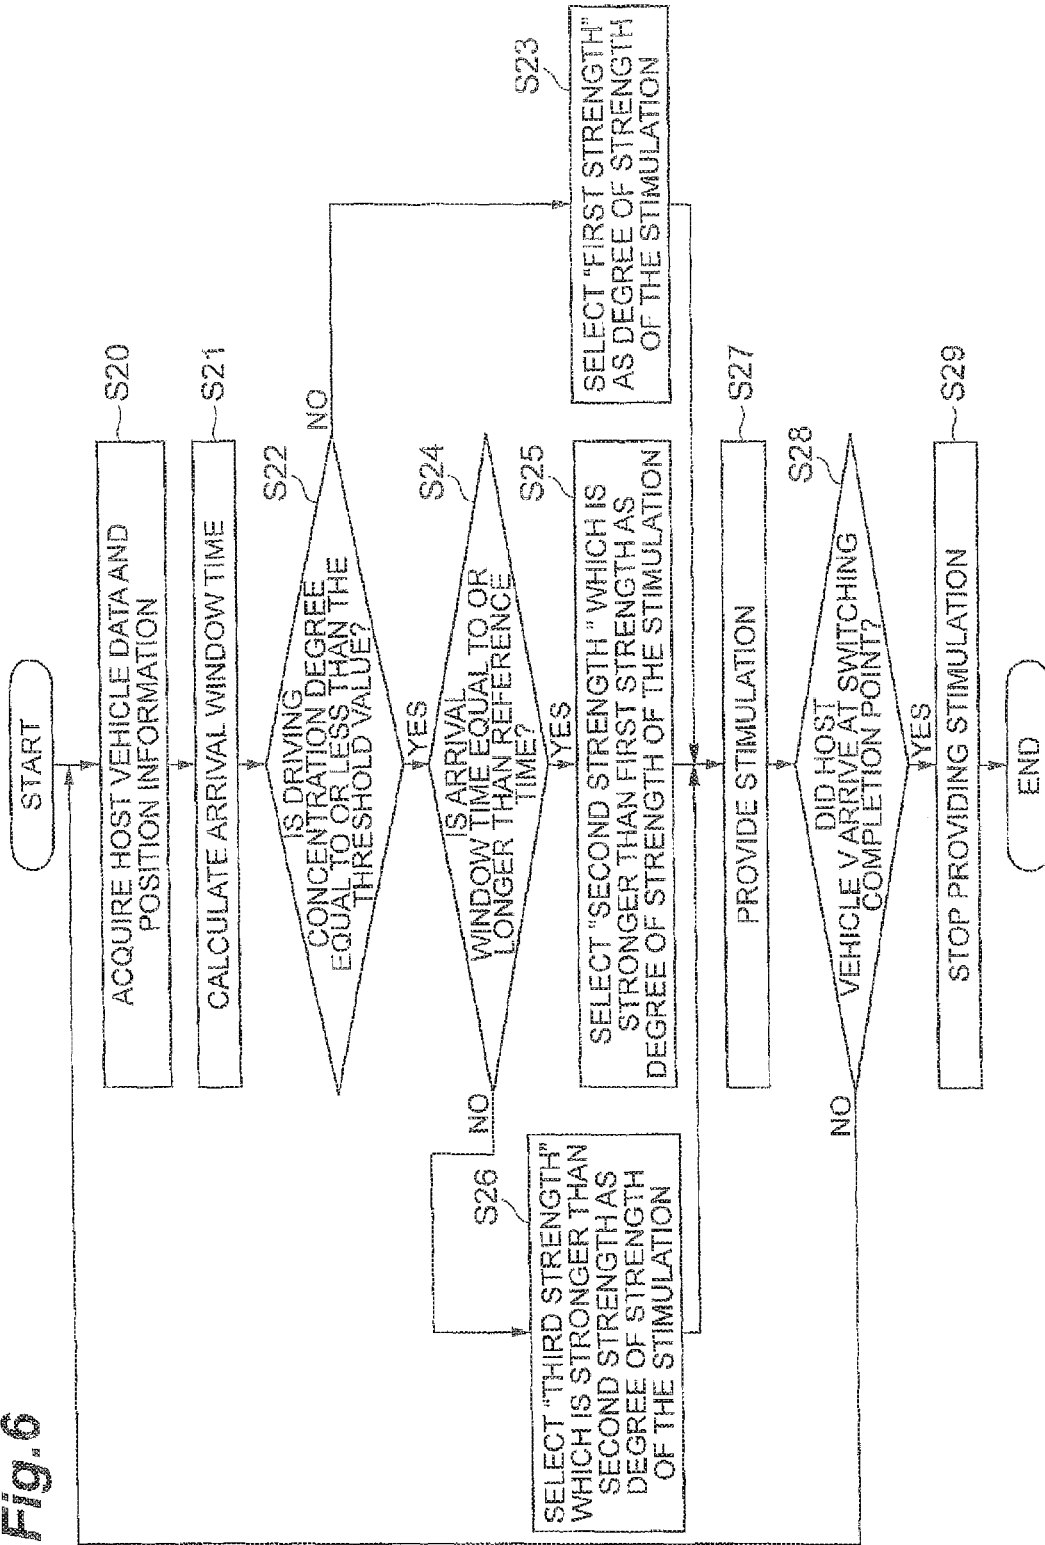 Fig.6
START
ACQUIRE HOST VEHICLE DATA AND
POSITION INFORMATION
S20
CALCULATE ARRIVAL WINDOW TIME
S21
IS DRIVING
CONCENTRATION DEGREE
EQUAL TO OR LESS THAN THE
THRESHOLD VALUE?
S22
NO
YES
SELECT "FIRST STRENGTH"
AS DEGREE OF STRENGTH
OF THE STIMULATION
S23
IS ARRIVAL
WINDOW TIME EQUAL TO OR
LONGER THAN REFERENCE
TIME?
S24
NO
YES
SELECT "SECOND STRENGTH" WHICH IS
STRONGER THAN FIRST STRENGTH AS
DEGREE OF STRENGTH OF THE STIMULATION
S25
SELECT "THIRD STRENGTH"
WHICH IS STRONGER THAN
SECOND STRENGTH AS
DEGREE OF STRENGTH
OF THE STIMULATION
S26
PROVIDE STIMULATION
S27
DID HOST
VEHICLE V ARRIVE AT SWITCHING
COMPLETION POINT?
S28
NO
YES
STOP PROVIDING STIMULATION
S29
END